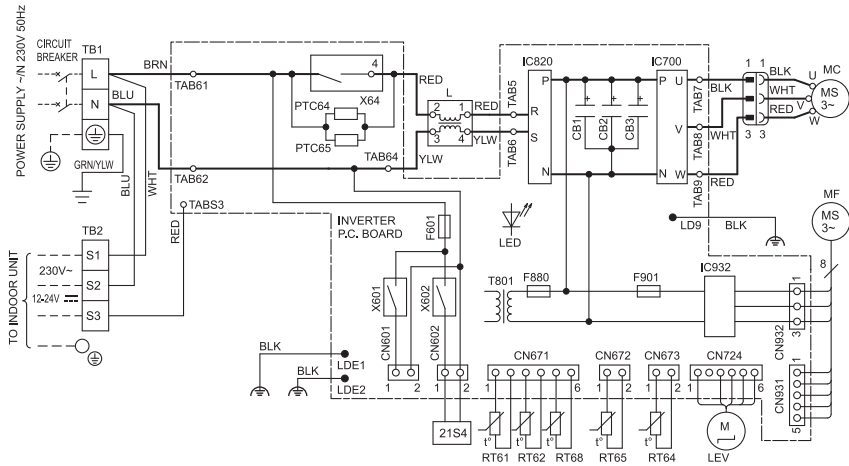 POWER SUPPLY ~/N 230V 50Hz
CIRCUIT
BREAKER
TB1
L
N
BRN
BLU
GRN/YLW
BLU
WHT
TAB61
TAB62
TABS3
RED
4
PTC64
X64
PTC65
RED
L
2 1
3 4
RED
YLW
YLW
TAB64
TAB5
TAB6
IC820
P
R
S
N
CB1
+
CB2
+
CB3
+
IC700
P U
V
N W
TAB7
TAB8
TAB9
BLK
WHT
RED
1 1
3 3
BLK
WHT
RED
U
V
W
MC
MS
3~
MF
MS
3~
8
LD9
BLK
LED
INVERTER
P.C. BOARD
F601
TO INDOOR UNIT
TB2
S1
S2
S3
230V~
12-24V
X601
X602
CN601
CN602
1 2
1 2
21S4
BLK
LDE1
BLK
LDE2
T801
F880
F901
IC932
1
3
CN932
CN931
1
5
CN671
1 6
t°
RT61
t°
RT62
t°
RT68
CN672
1 2
t°
RT65
CN673
1 2
t°
RT64
CN724
1 6
M
LEV